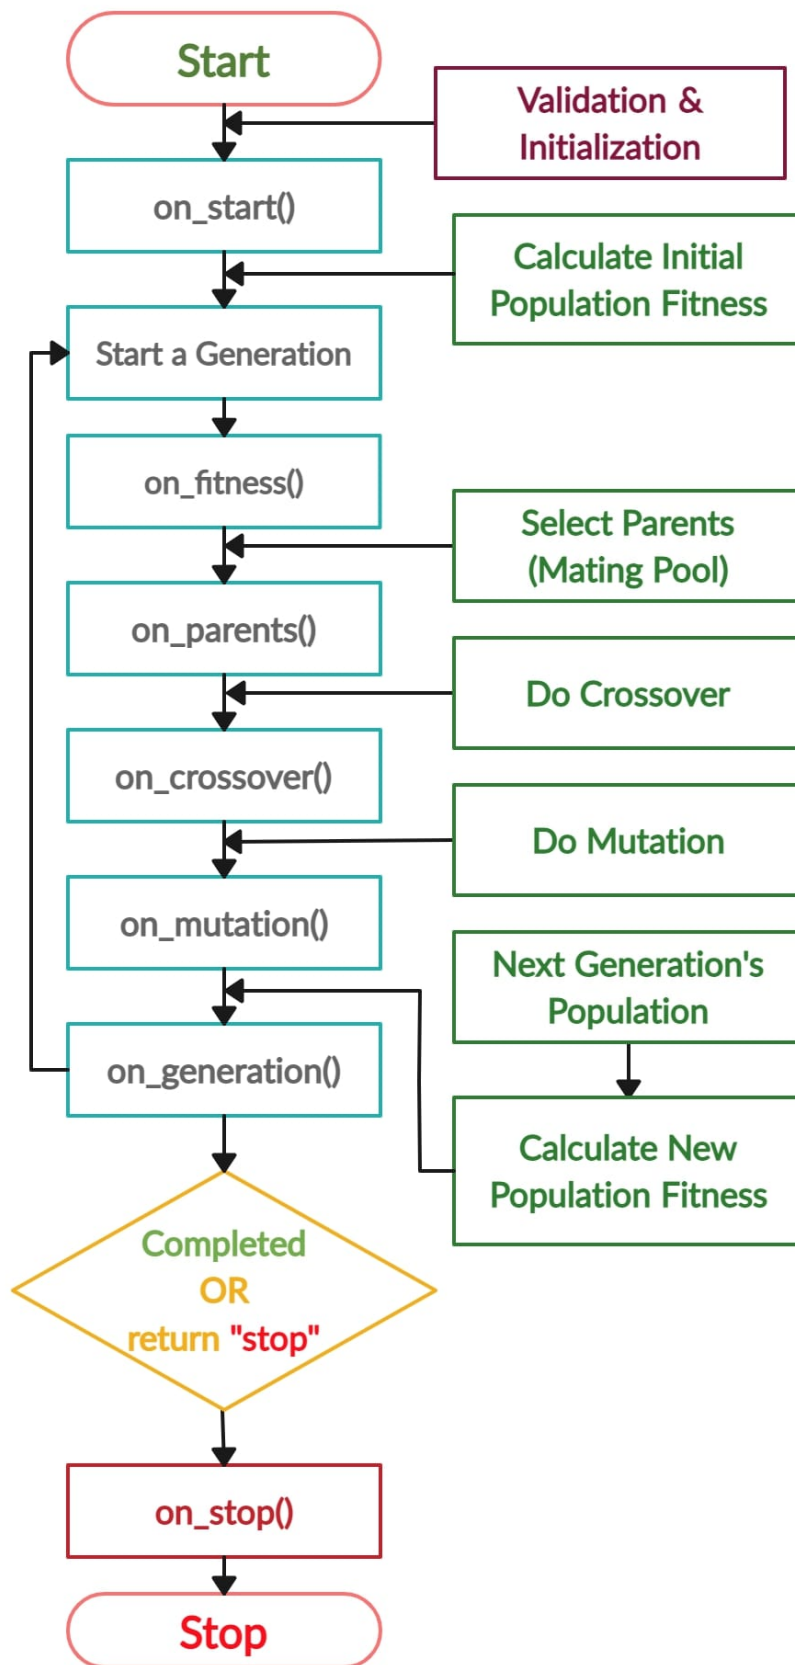 Start
Validation &
Initialization
on_start()
Calculate Initial
Population Fitness
Start a Generation
on_fitness()
Select Parents
(Mating Pool)
on_parents()
Do Crossover
on_crossover()
Do Mutation
on_mutation()
Next Generation's
Population
on_generation()
Calculate New
Population Fitness
Completed
OR
return "stop"
on_stop()
Stop